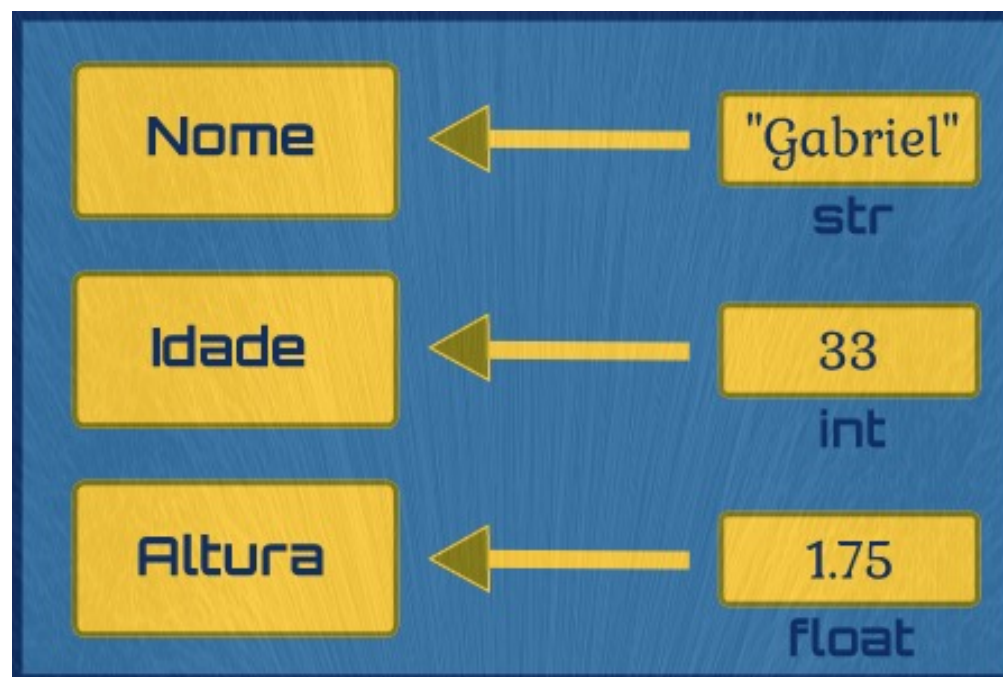 Nome
"Gabriel"
str
Idade
33
int
Altura
1.75
float